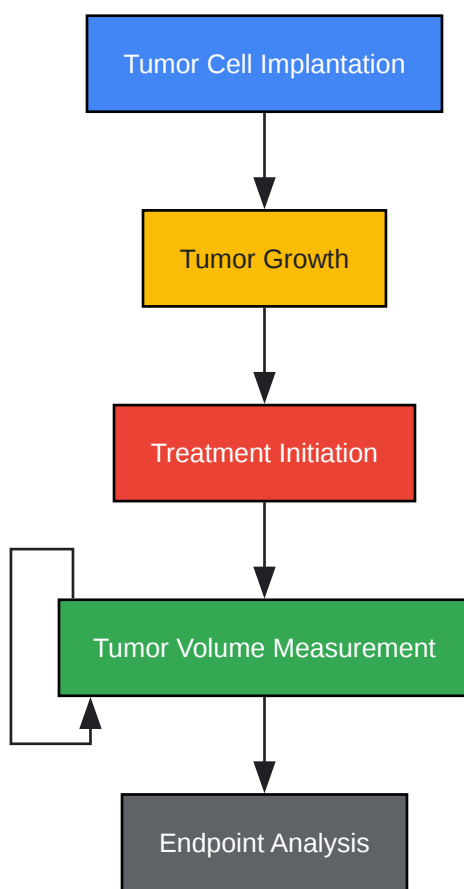 Tumor Cell Implantation
Tumor Growth
Treatment Initiation
Tumor Volume Measurement
Endpoint Analysis